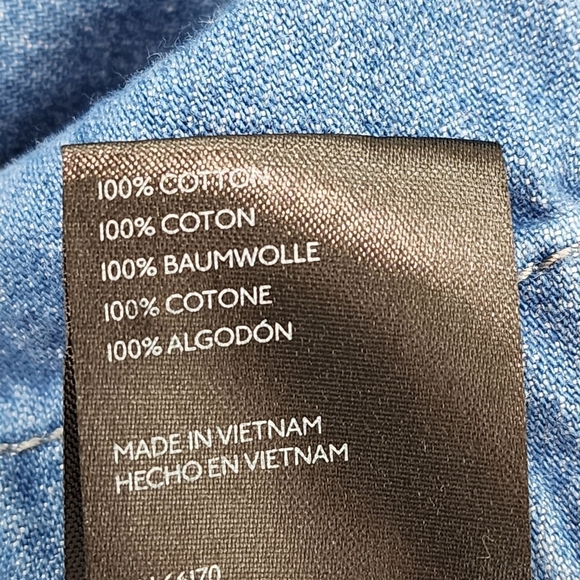 100% COTTON
100% COTON
100% BAUMWOLLE
100% COTONE
100% ALGODÓN
MADE IN VIETNAM
HECHO EN VIETNAM